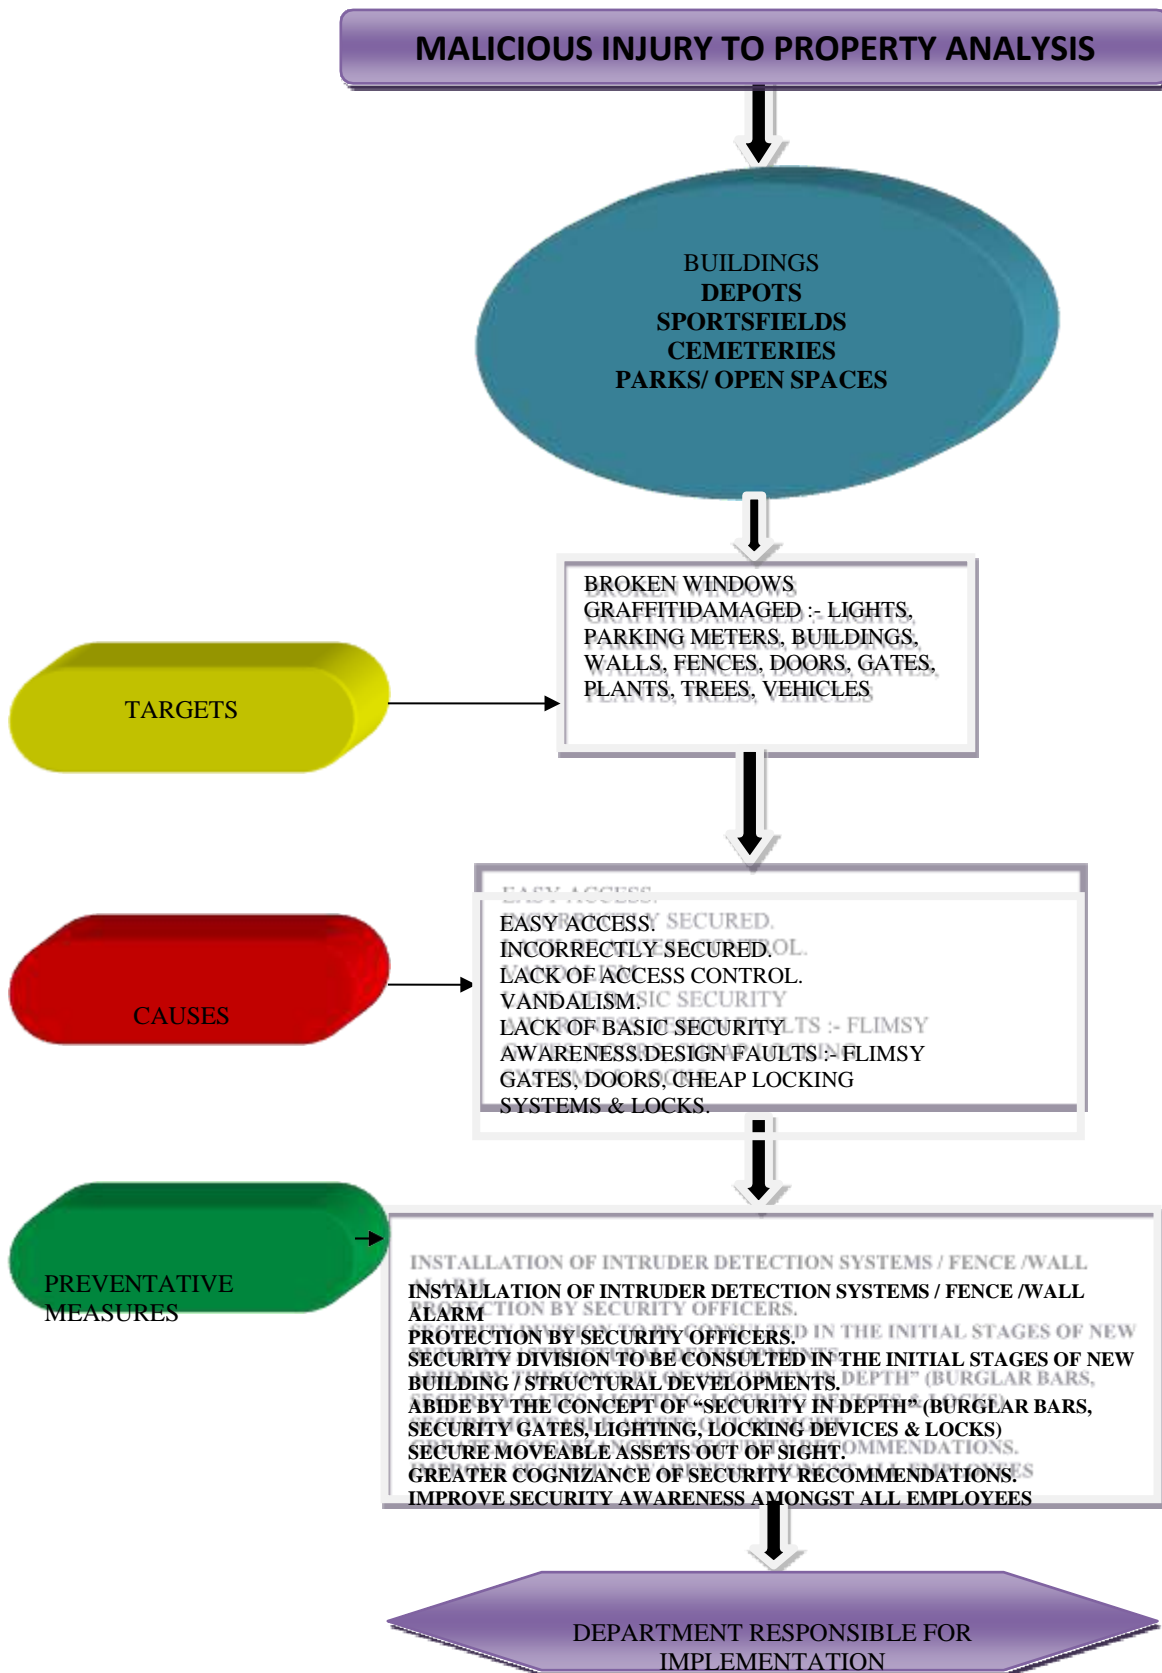 MALICIOUS INJURY TO PROPERTY ANALYSIS
BUILDINGS
DEPOTS
SPORTSFIELDS
CEMETERIES
PARKS/ OPEN SPACES
BROKEN WINDOWS
GRAFFITIDAMAGED :- LIGHTS,
PARKING METERS, BUILDINGS,
WALLS, FENCES, DOORS, GATES,
PLANTS, TREES, VEHICLES
TARGETS
EASY ACCESS.
INCORRECTLY SECURED.
LACK OF ACCESS CONTROL.
VANDALISM.
LACK OF BASIC SECURITY
AWARENESS.DESIGN FAULTS :- FLIMSY
GATES, DOORS, CHEAP LOCKING
SYSTEMS & LOCKS.
CAUSES
PREVENTATIVE
MEASURES
INSTALLATION OF INTRUDER DETECTION SYSTEMS / FENCE /WALL
ALARM
PROTECTION BY SECURITY OFFICERS.
SECURITY DIVISION TO BE CONSULTED IN THE INITIAL STAGES OF NEW
BUILDING / STRUCTURAL DEVELOPMENTS.
ABIDE BY THE CONCEPT OF “SECURITY IN DEPTH” (BURGLAR BARS,
SECURITY GATES, LIGHTING, LOCKING DEVICES & LOCKS)
SECURE MOVEABLE ASSETS OUT OF SIGHT.
GREATER COGNIZANCE OF SECURITY RECOMMENDATIONS.
IMPROVE SECURITY AWARENESS AMONGST ALL EMPLOYEES
DEPARTMENT RESPONSIBLE FOR
IMPLEMENTATION